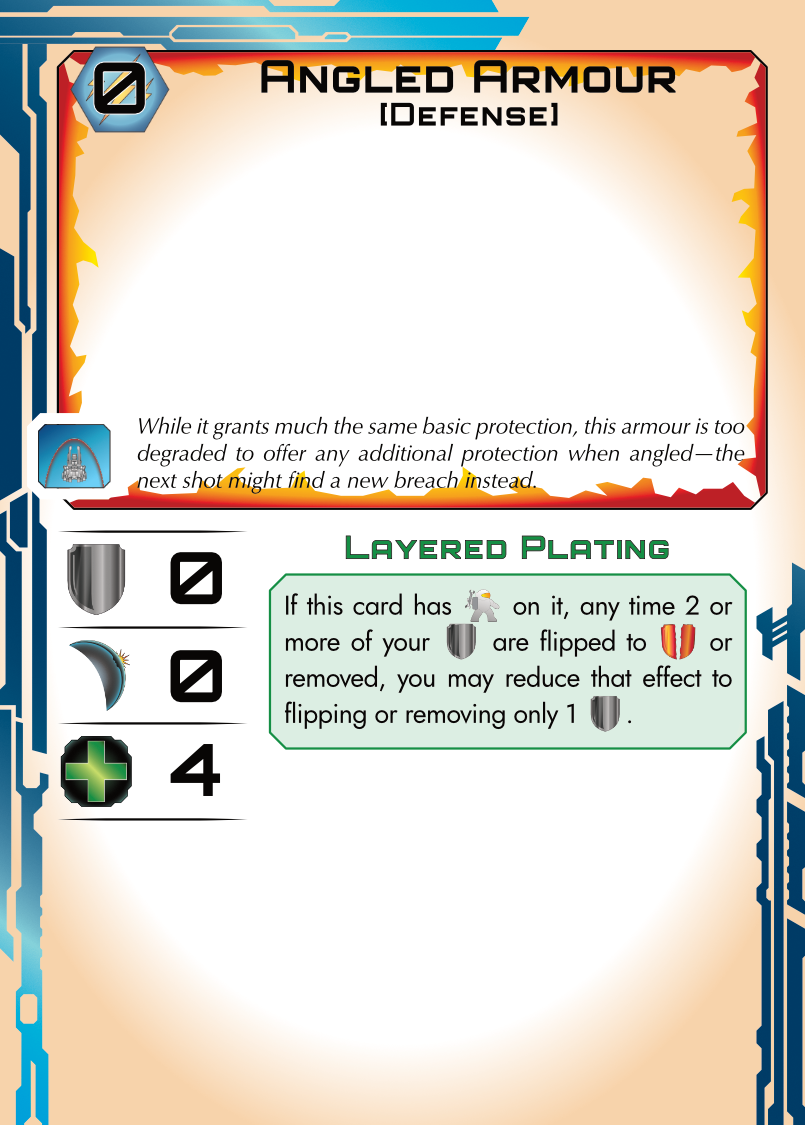 0
Angled Armour
[Defense]
While it grants much the same basic protection, this armour is too
degraded to offer any additional protection when angled—the
next shot might find a new breach instead.
0
0
4
Layered Plating
If this card has on it, any time 2 or
more of your are flipped to or
removed, you may reduce that effect to
flipping or removing only 1 .